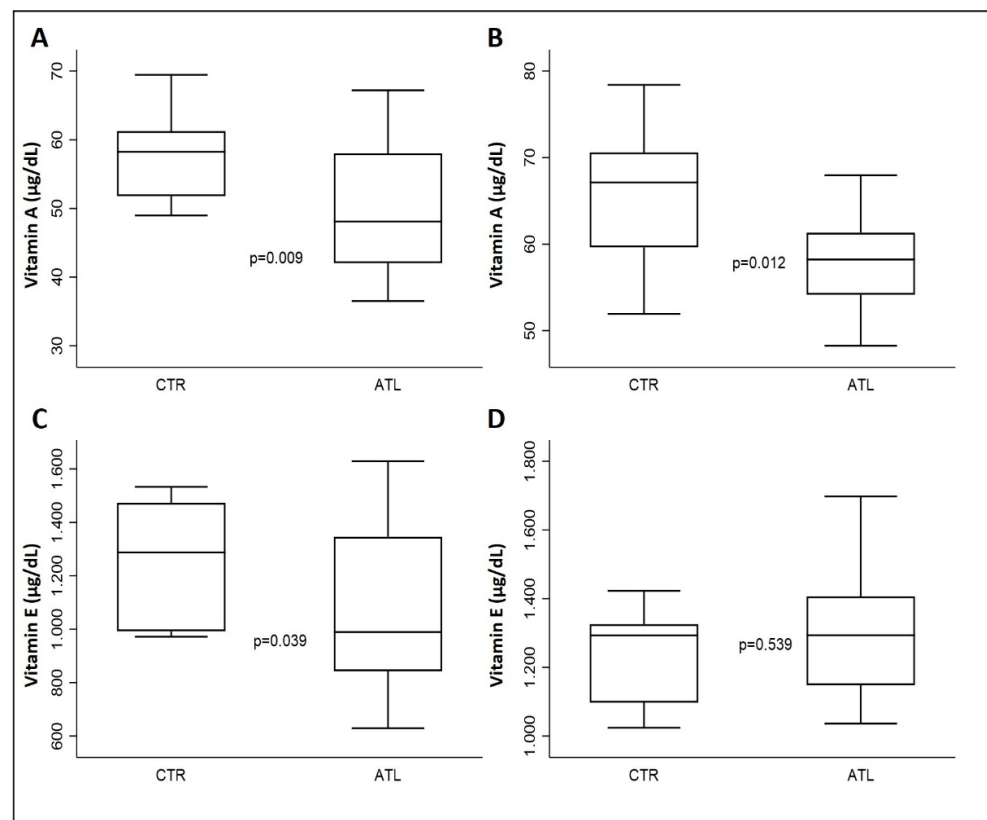 A
Vitamin A (µg/dL)
70
60
50
40
30
p=0.009
CTR
ATL
B
Vitamin A (µg/dL)
80
70
60
50
p=0.012
CTR
ATL
C
Vitamin E (µg/dL)
1.600
1.400
1.200
1.000
800
600
p=0.039
CTR
ATL
D
Vitamin E (µg/dL)
1.800
1.600
1.400
1.200
1.000
p=0.539
CTR
ATL